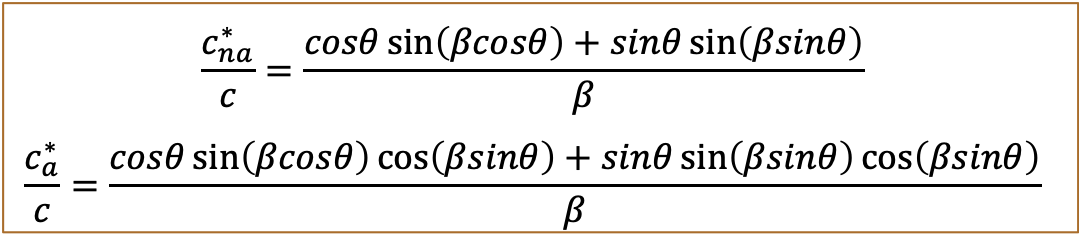 c*na/c = cosθ sin(βcosθ) + sinθ sin(βsinθ)/β
c*a/c = cosθ sin(βcosθ) cos(βsinθ) + sinθ sin(βsinθ) cos(βsinθ)/β